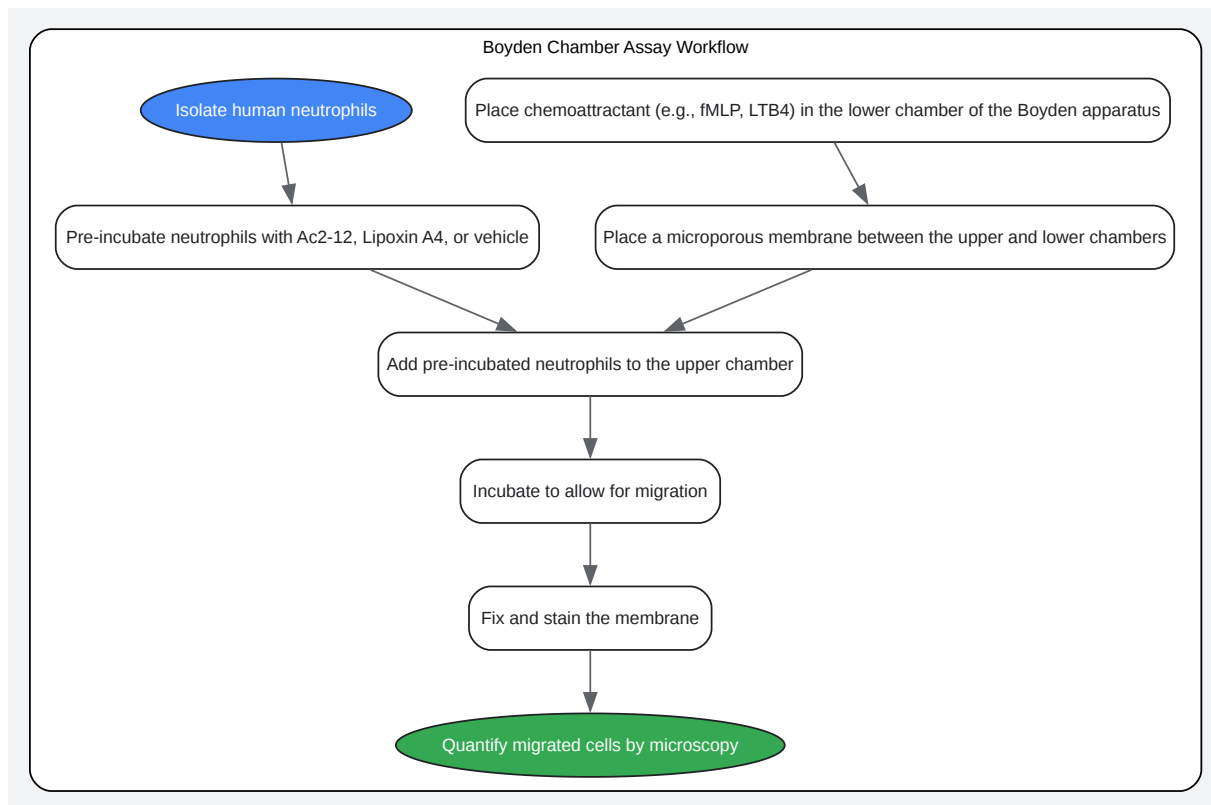 Boyden Chamber Assay Workflow
Isolate human neutrophils
Place chemoattractant (e.g., fMLP, LTB4) in the lower chamber of the Boyden apparatus
Pre-incubate neutrophils with Ac2-12, Lipoxin A4, or vehicle
Place a microporous membrane between the upper and lower chambers
Add pre-incubated neutrophils to the upper chamber
Incubate to allow for migration
Fix and stain the membrane
Quantify migrated cells by microscopy